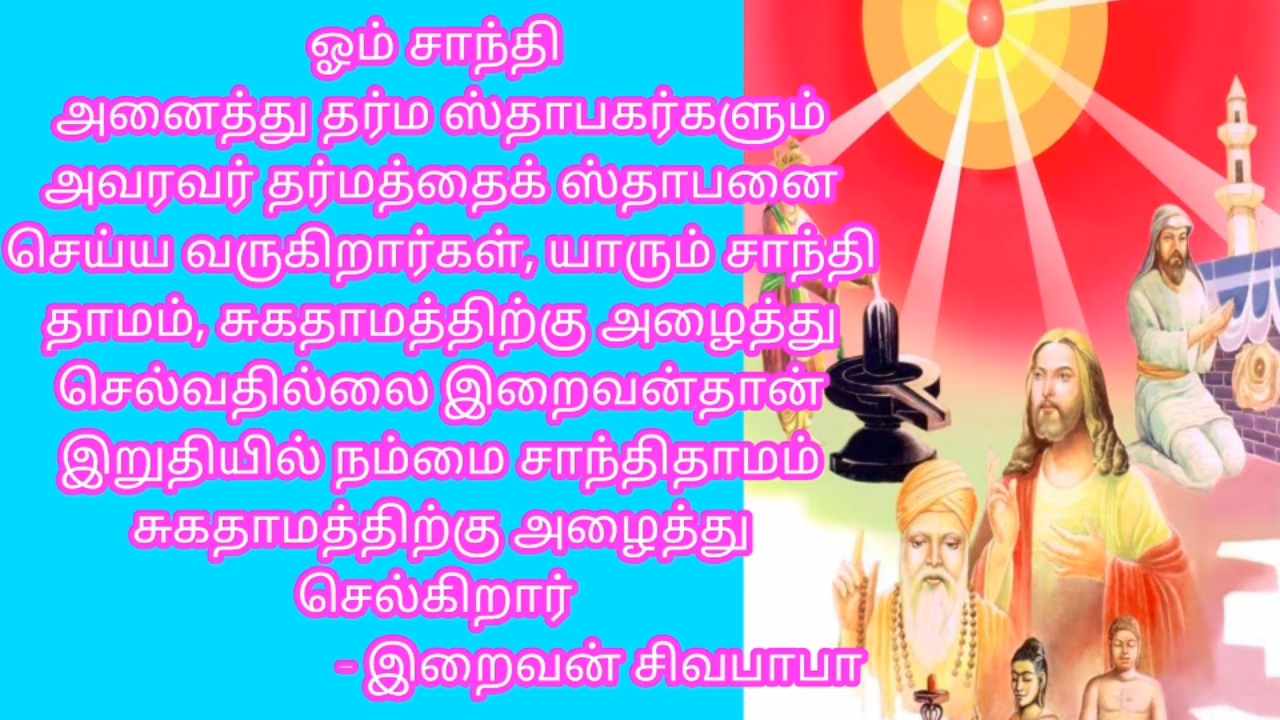 ஓம் சாந்தி
அனைத்து தர்ம ஸ்தாபகர்களும்
அவரவர் தர்மத்தைக் ஸ்தாபனை
செய்ய வருகிறார்கள், யாரும் சாந்தி
தாமம், சுகதாமத்திற்கு அழைத்து
செல்வதில்லை இறைவன்தான்
இறுதியில் நம்மை சாந்திதாமம்
சுகதாமத்திற்கு அழைத்து
செல்கிறார்
- இறைவன் சிவபாபா